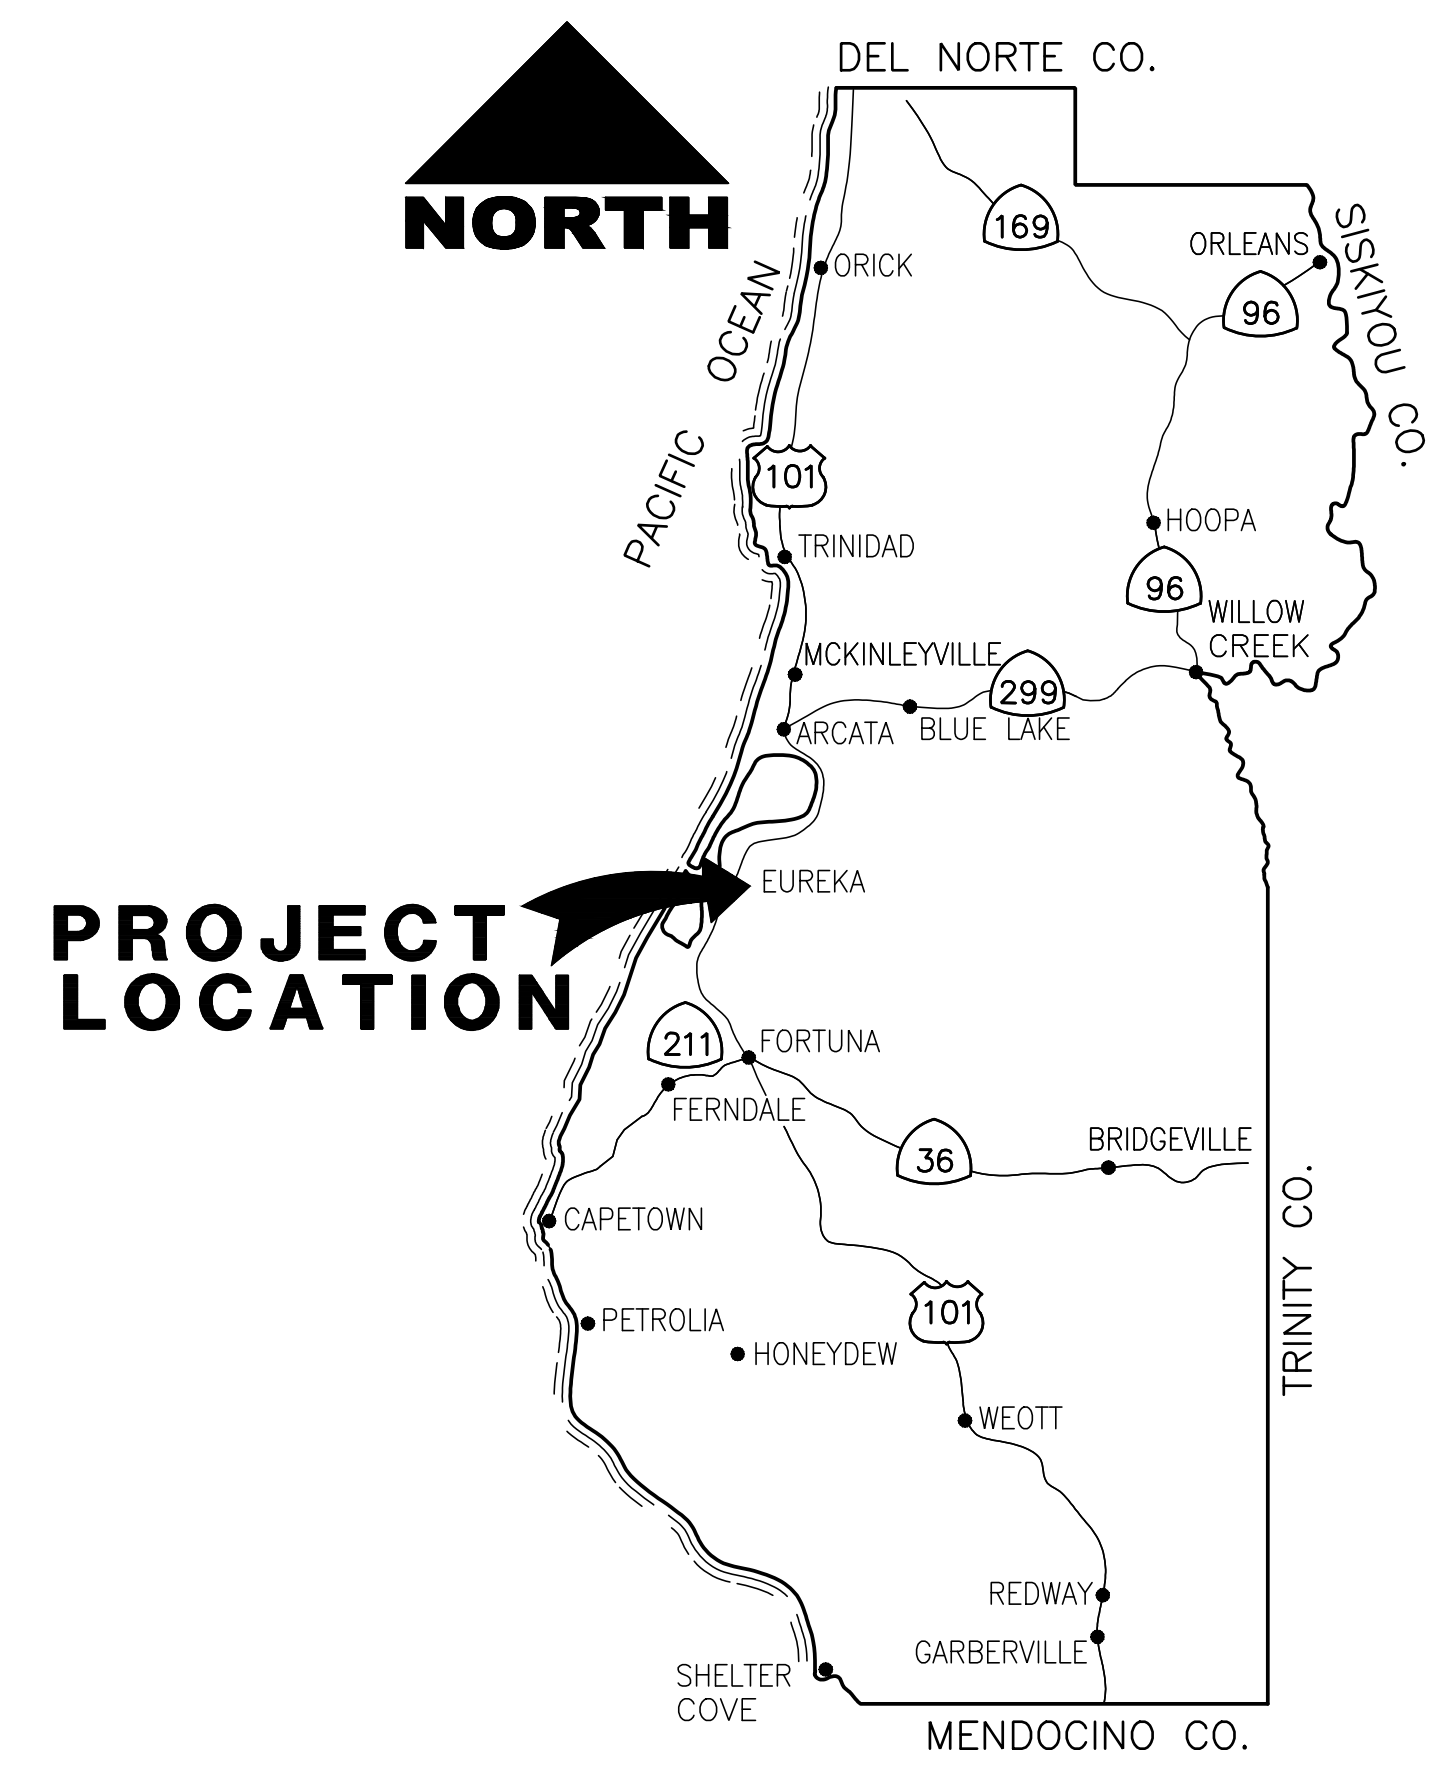 DEL NORTE CO.
NORTH
169
SISKIYOU CO.
ORLEANS
ORICK
96
PACIFIC OCEAN
101
HOOPA
TRINIDAD
96
WILLOW
CREEK
MCKINLEYVILLE
299
ARCATA
BLUE LAKE
EUREKA
PROJECT
LOCATION
211
FORTUNA
FERNDALE
BRIDGEVILLE
36
CAPETOWN
TRINITY CO.
101
PETROLIA
HONEYDEW
WEOTT
REDWAY
GARBERVILLE
SHELTER
COVE
MENDOCINO CO.